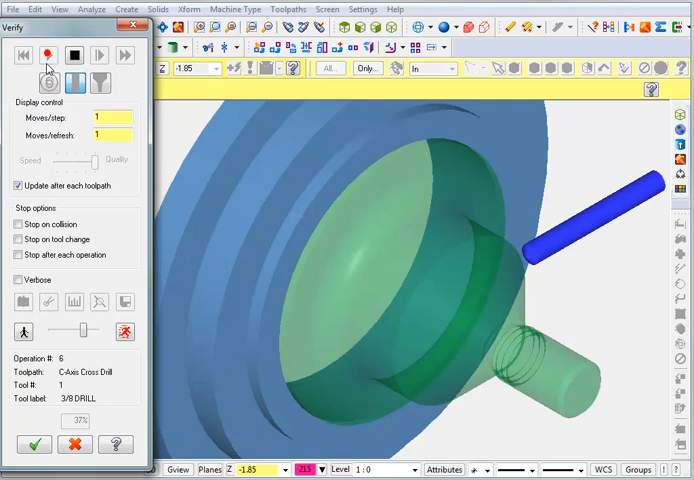 File Edit View Analyze Create Solids Xform Machine Type Toolpaths Screen Settings Help
Verify
Z -1.85 All... Only... In
Display control
Moves/step: 1
Moves/refresh: 1
Speed Quality
Update after each toolpath
Stop options
Stop on collision
Stop on tool change
Stop after each operation
Verbose
Operation #: 6
Toolpath: C-Axis Cross Drill
Tool #: 1
Tool label: 3/8 DRILL
37%
Gview Planes Z -1.85 215 Level 1 : 0 Attributes WCS Groups